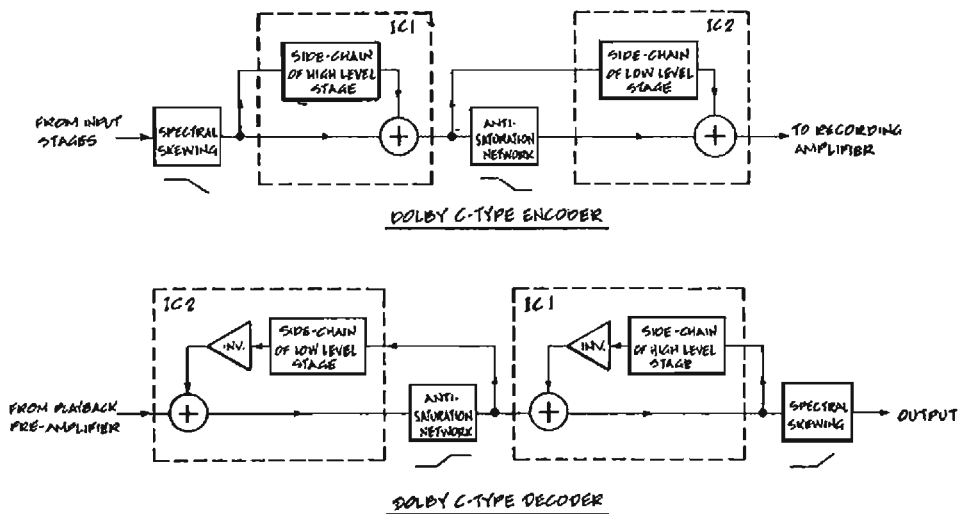 IC1
IC2
SIDE-CHAIN
OF HIGH LEVEL
STAGE
SIDE-CHAIN
OF LOW LEVEL
STAGE
FROM INPUT
STAGES
SPECTRAL
SKEWING
+
ANTI-
SATURATION
NETWORK
+
TO RECORDING
AMPLIFIER
DOLBY C-TYPE ENCODER
IC2
IC1
INV.
SIDE-CHAIN
OF LOW LEVEL
STAGE
INV.
SIDE-CHAIN
OF HIGH LEVEL
STAGE
FROM PLAYBACK
PRE-AMPLIFIER
+
ANTI-
SATURATION
NETWORK
+
SPECTRAL
SKEWING
OUTPUT
DOLBY C-TYPE DECODER